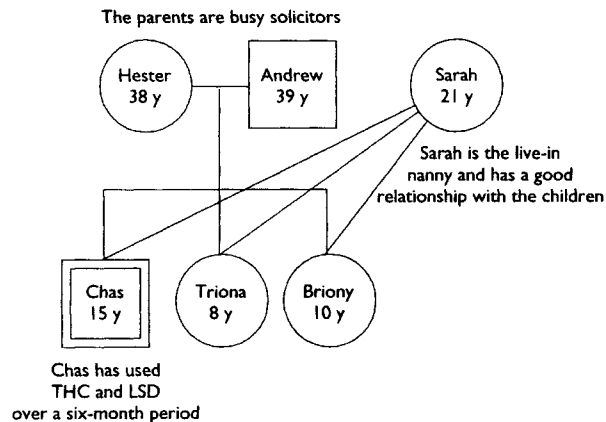 The parents are busy solicitors
Hester
38 y
Andrew
39 y
Sarah
21 y
Sarah is the live-in
nanny and has a good
relationship with the children
Chas
15 y
Triona
8 y
Briony
10 y
Chas has used
THC and LSD
over a six-month period